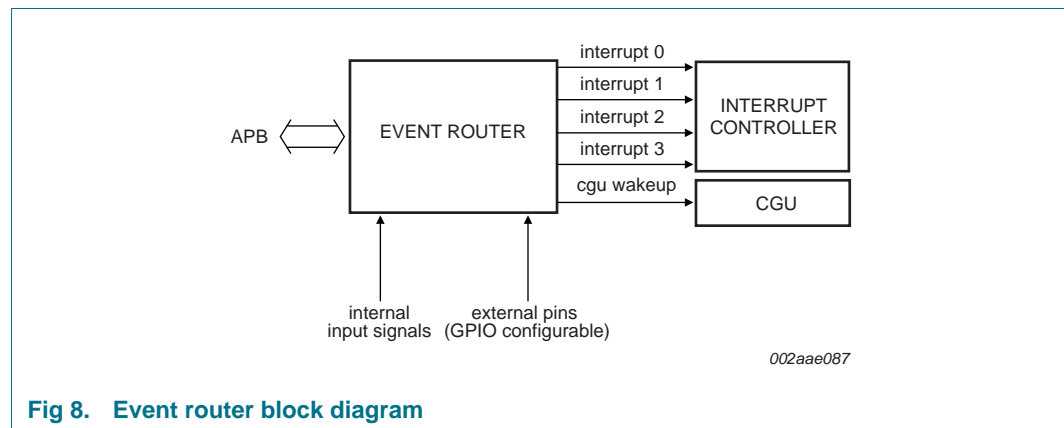 interrupt 0
interrupt 1
interrupt 2
interrupt 3
cgu wakeup
APB
EVENT ROUTER
INTERRUPT
CONTROLLER
CGU
internal
input signals
external pins
(GPIO configurable)
002aae087
Fig 8. Event router block diagram